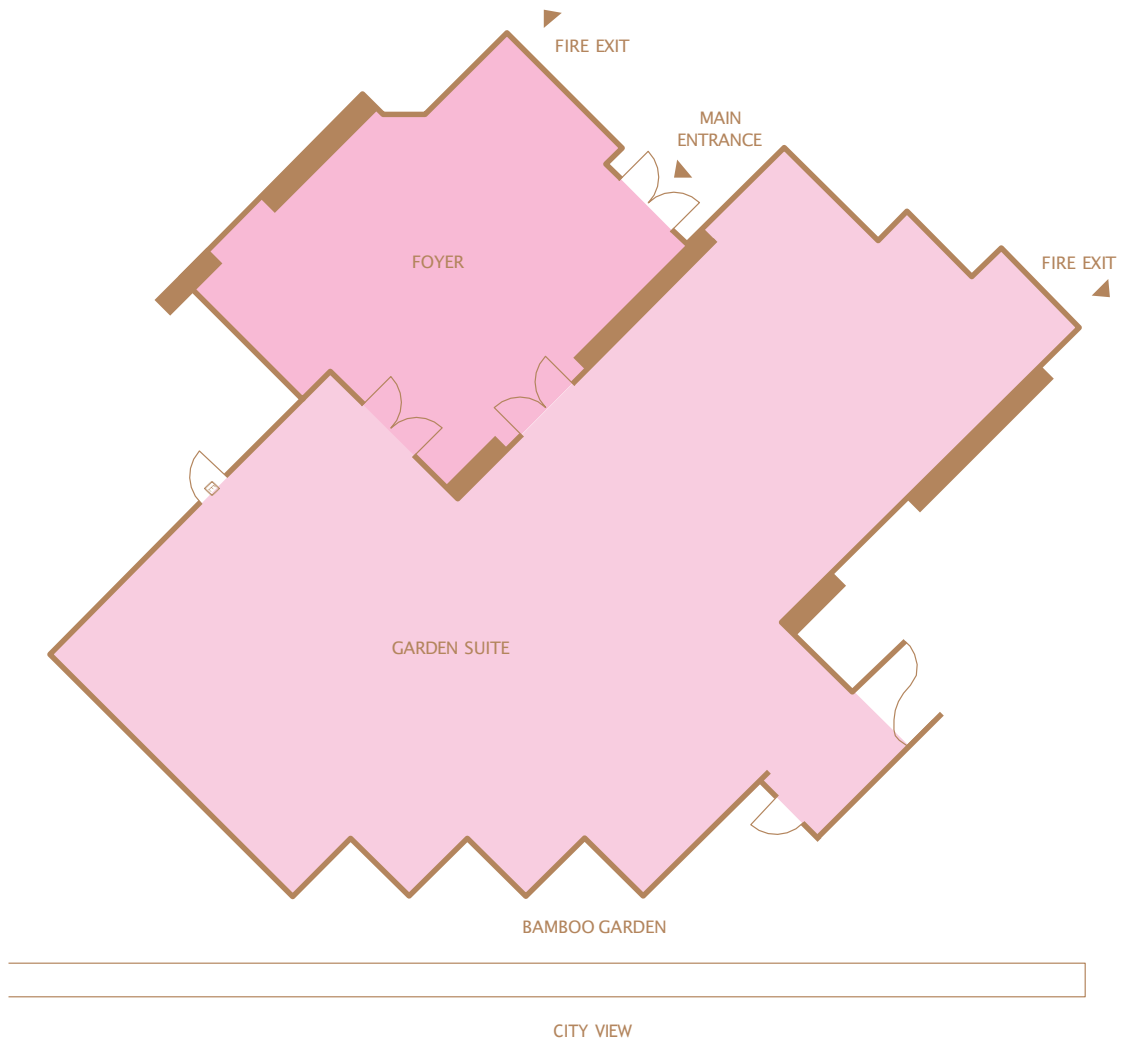 FIRE EXIT
MAIN
ENTRANCE
FOYER
FIRE EXIT
GARDEN SUITE
BAMBOO GARDEN
CITY VIEW